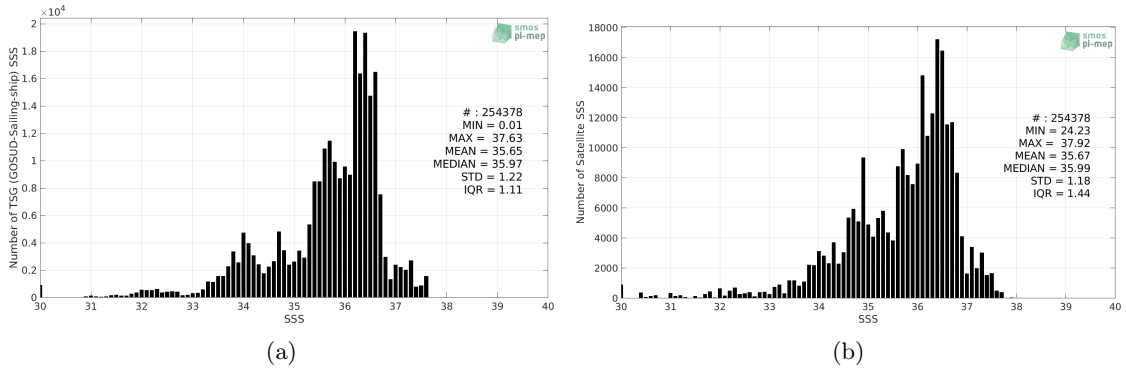 2 ×10⁴
1.8
1.6
1.4
1.2
1
0.8
0.6
0.4
0.2
0
Number of TSG (GOSUD-Sailing-ship) SSS
smos
pi-mep
# : 254378
MIN = 0.01
MAX = 37.63
MEAN = 35.65
MEDIAN = 35.97
STD = 1.22
IQR = 1.11
30 31 32 33 34 35 36 37 38 39 40
SSS
(a)
18000
16000
14000
12000
10000
8000
6000
4000
2000
0
Number of Satellite SSS
smos
pi-mep
# : 254378
MIN = 24.23
MAX = 37.92
MEAN = 35.67
MEDIAN = 35.99
STD = 1.18
IQR = 1.44
30 31 32 33 34 35 36 37 38 39 40
SSS
(b)